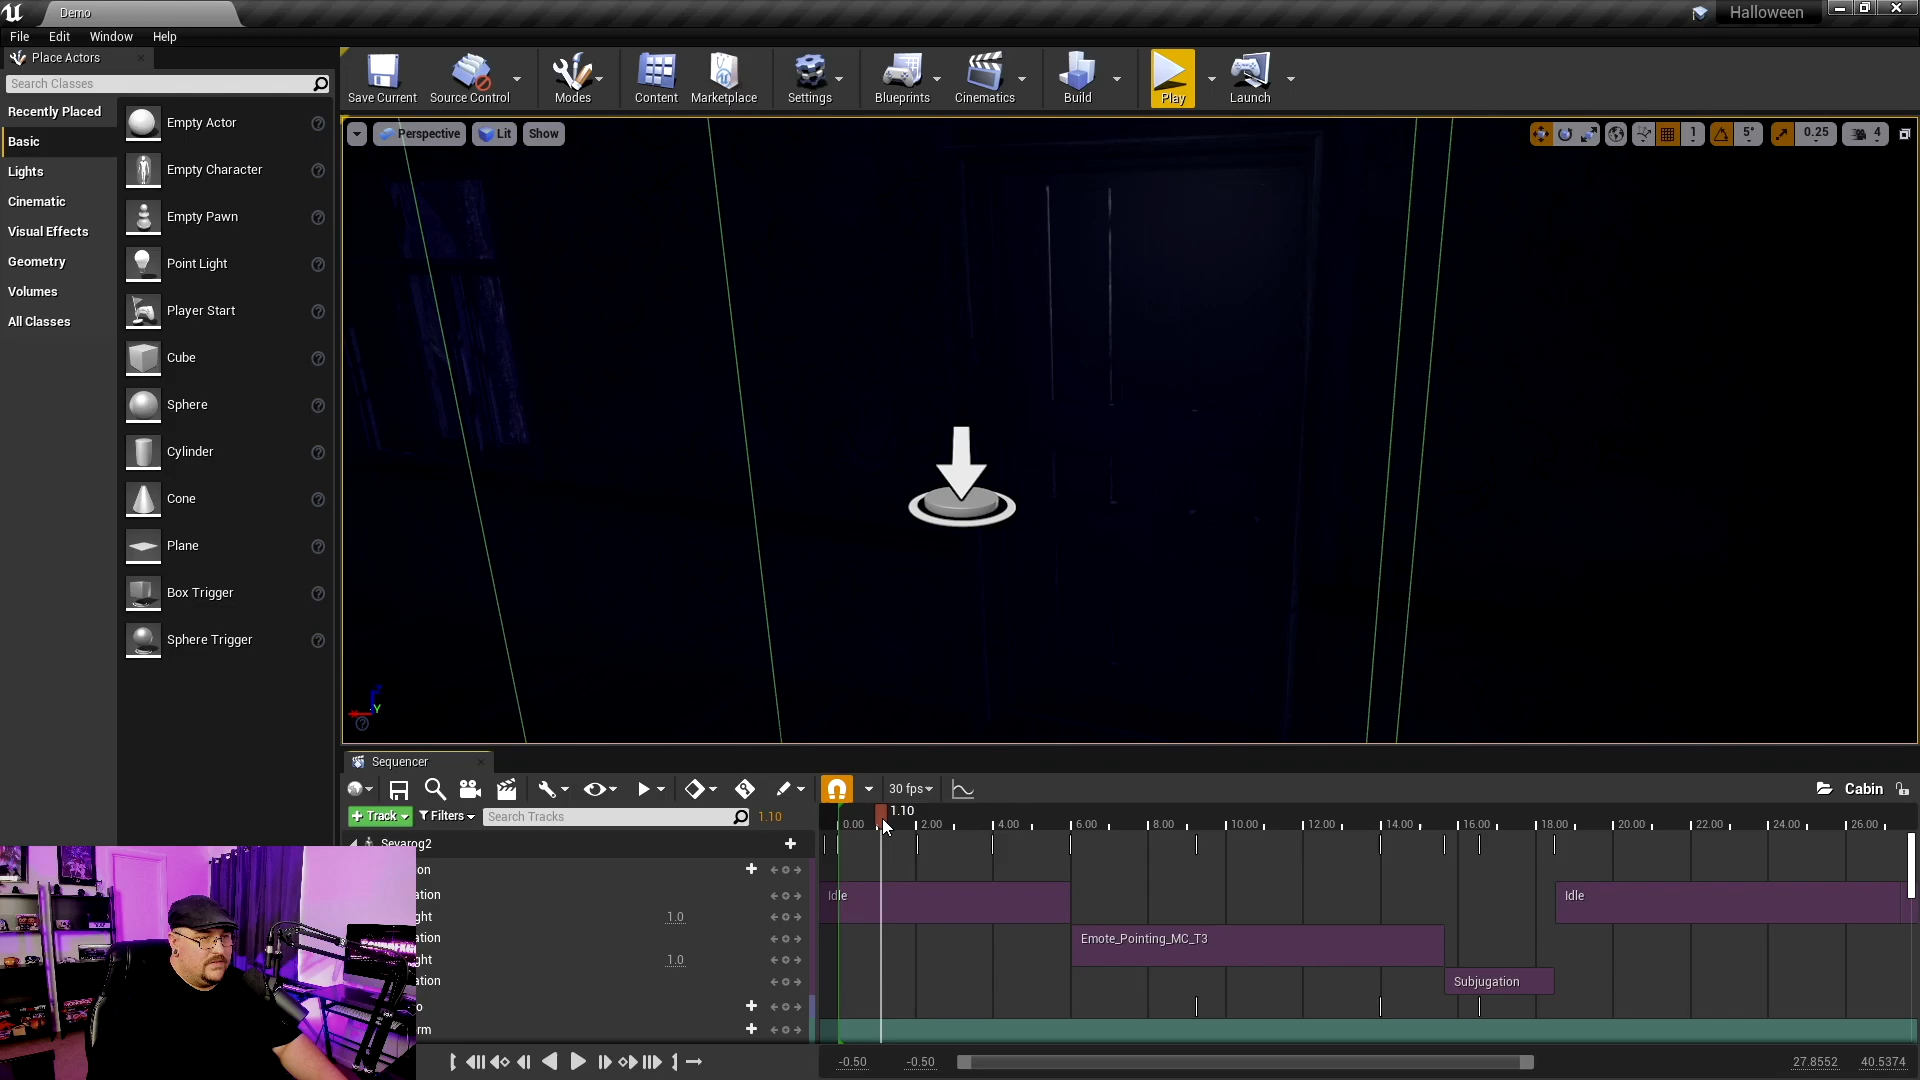 Demo
Halloween
File Edit Window Help
Place Actors
Search Classes
Recently Placed
Basic
Lights
Cinematic
Visual Effects
Geometry
Volumes
All Classes
Empty Actor
Empty Character
Empty Pawn
Point Light
Player Start
Cube
Sphere
Cylinder
Cone
Plane
Box Trigger
Sphere Trigger
Save Current Source Control Modes Content Marketplace Settings Blueprints Cinematics Build Play Launch
Perspective Lit Show
1 5° 0.25 4
Y
Sequencer
30 fps Cabin
+ Track Filters Search Tracks 1.10
1.10
0.00 2.00 4.00 6.00 8.00 10.00 12.00 14.00 16.00 18.00 20.00 22.00 24.00 26.00
Sevarog2
on
ation
ght 1.0
ation
ght 1.0
ation
o
rm
Idle Idle
Emote_Pointing_MC_T3
Subjugation
-0.50 -0.50 27.8552 40.5374